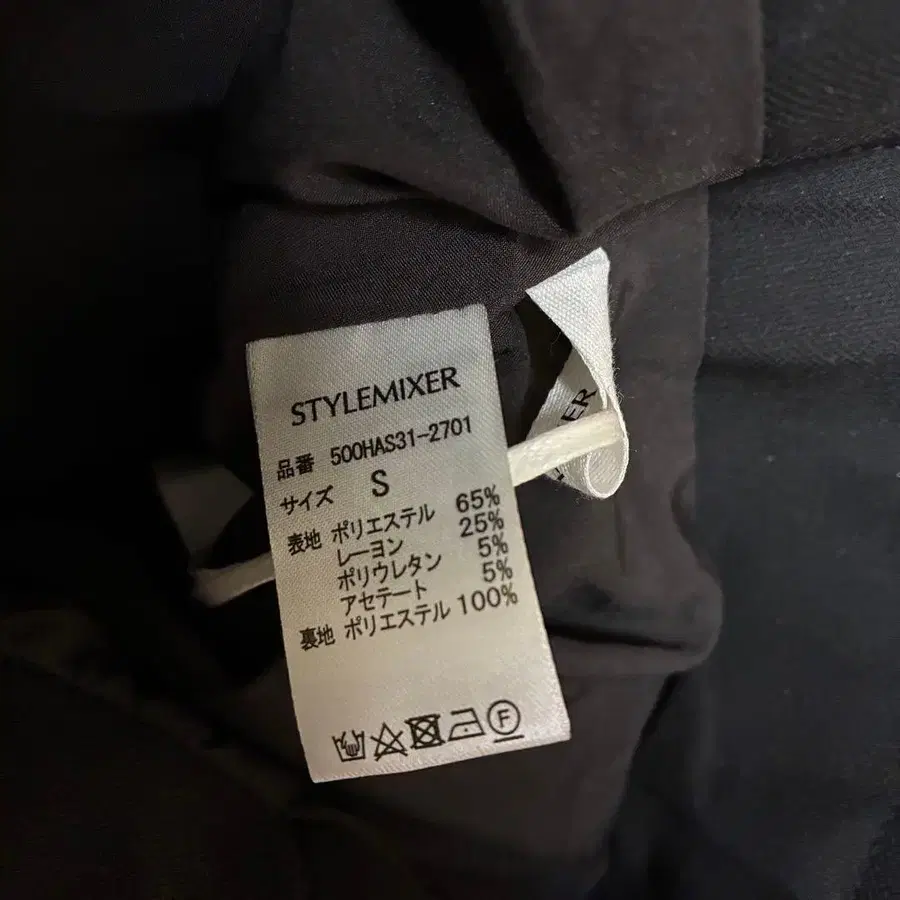 STYLEMIXER
品番 500HAS31-2701
サイズ S
表地 ポリエステル 65%
レーヨン 25%
ポリウレタン 5%
アセテート 5%
裏地 ポリエステル 100%
F
ER